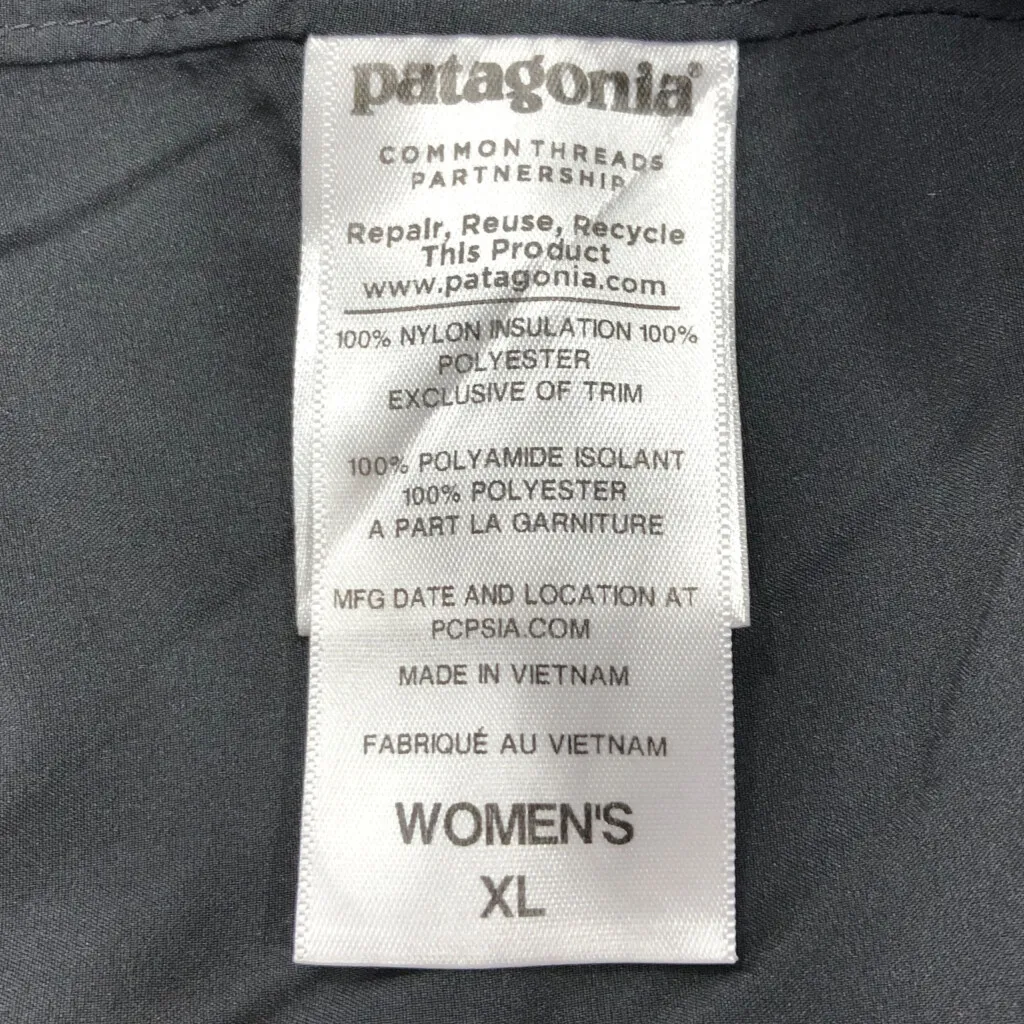 patagonia®
COMMON THREADS
PARTNERSHIP
Repair, Reuse, Recycle
This Product
www.patagonia.com
100% NYLON INSULATION 100%
POLYESTER
EXCLUSIVE OF TRIM
100% POLYAMIDE ISOLANT
100% POLYESTER
A PART LA GARNITURE
MFG DATE AND LOCATION AT
PCPSIA.COM
MADE IN VIETNAM
FABRIQUÉ AU VIETNAM
WOMEN'S
XL